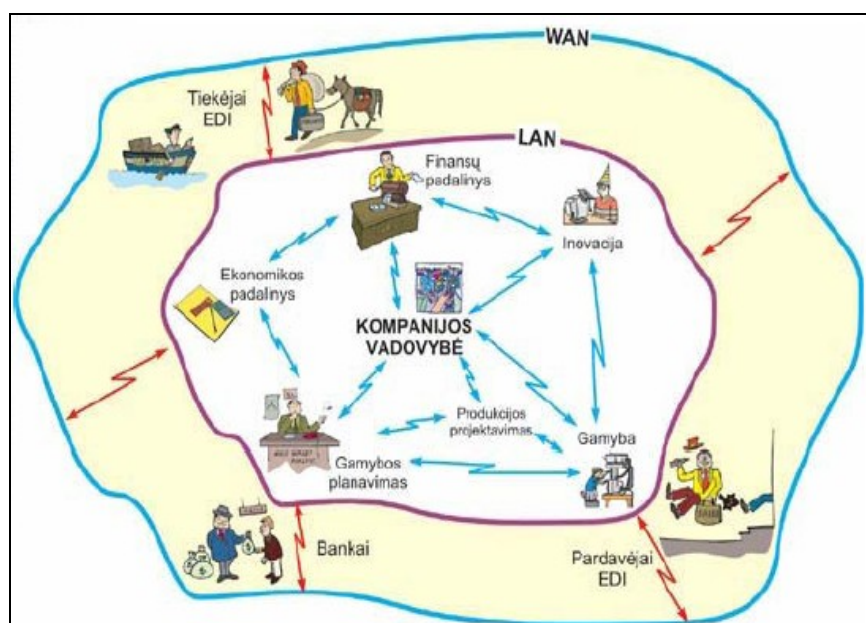 WAN
Tiekėjai
EDI
LAN
Finansų
padalinys
Inovacija
Ekonomikos
padalinys
KOMPANIJOS
VADOVYBĖ
Produkcijos
projektavimas
Gamyba
Gamybos
planavimas
Bankai
Pardavėjai
EDI